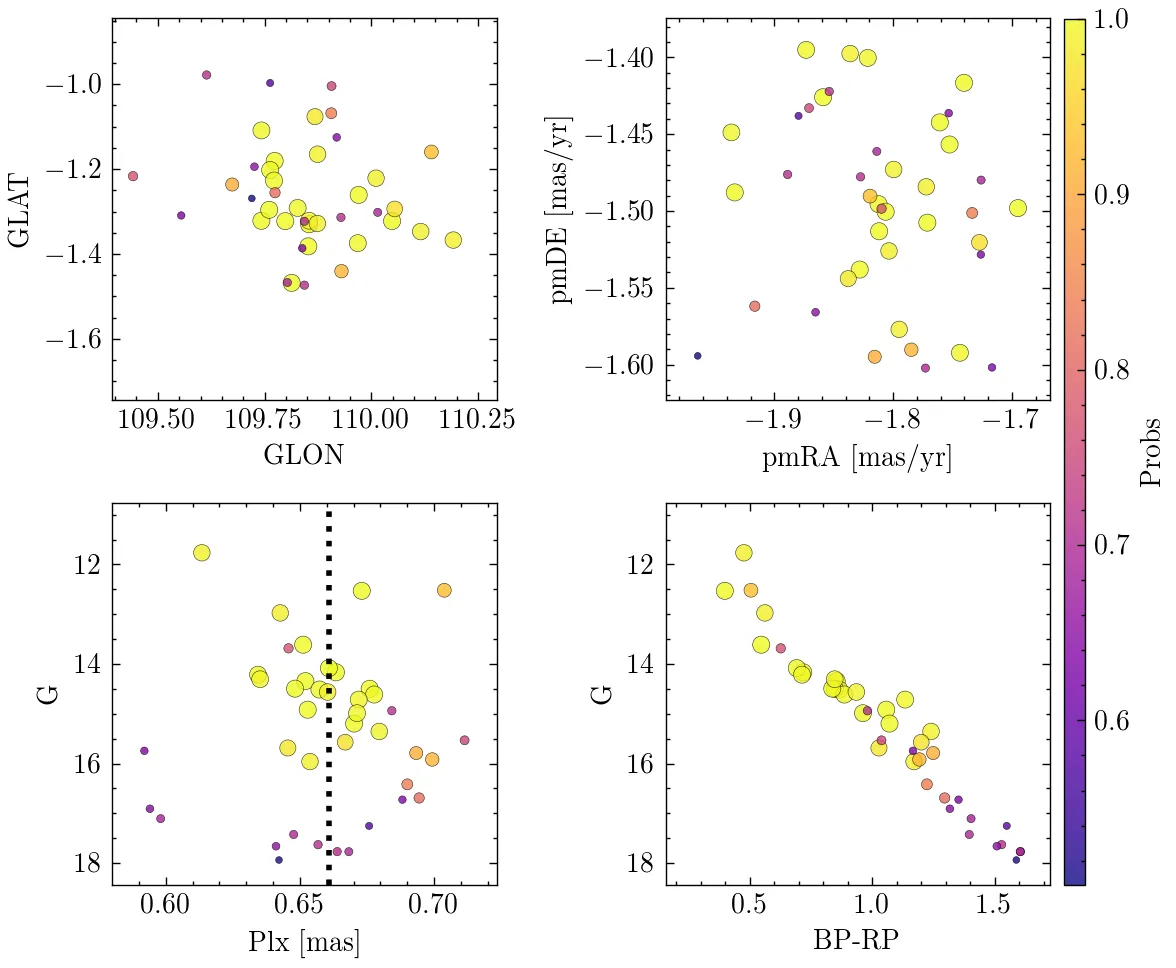 −1.0
−1.2
−1.4
−1.6
GLAT
109.50 109.75 110.00 110.25
GLON
−1.40
−1.45
−1.50
−1.55
−1.60
pmDE [mas/yr]
−1.9 −1.8 −1.7
pmRA [mas/yr]
1.0
0.9
0.8
0.7
0.6
Probs
12
14
16
18
G
0.60 0.65 0.70
Plx [mas]
12
14
16
18
G
0.5 1.0 1.5
BP-RP